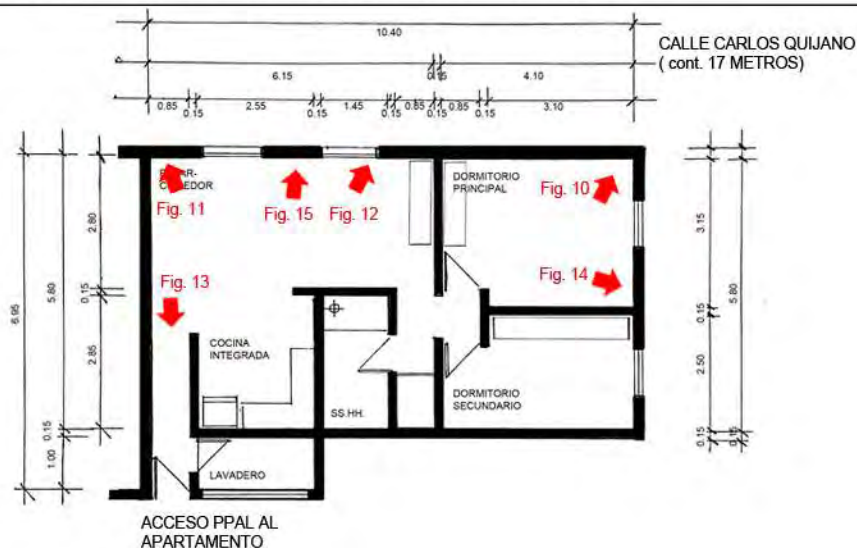 10.40
CALLE CARLOS QUIJANO
( cont. 17 METROS)
6.15
0.15
4.10
0.85
0.15
2.55
0.15
1.45
0.15
0.85
0.15
0.85
0.15
3.10
DORMITORIO
PRINCIPAL
COMEDOR
Fig. 11
Fig. 15
Fig. 12
Fig. 10
Fig. 14
Fig. 13
2.80
0.15
2.85
5.80
0.15
1.00
6.95
3.15
0.15
2.50
0.15
5.80
0.15
COCINA
INTEGRADA
SS.HH.
DORMITORIO
SECUNDARIO
LAVADERO
ACCESO PPAL AL
APARTAMENTO